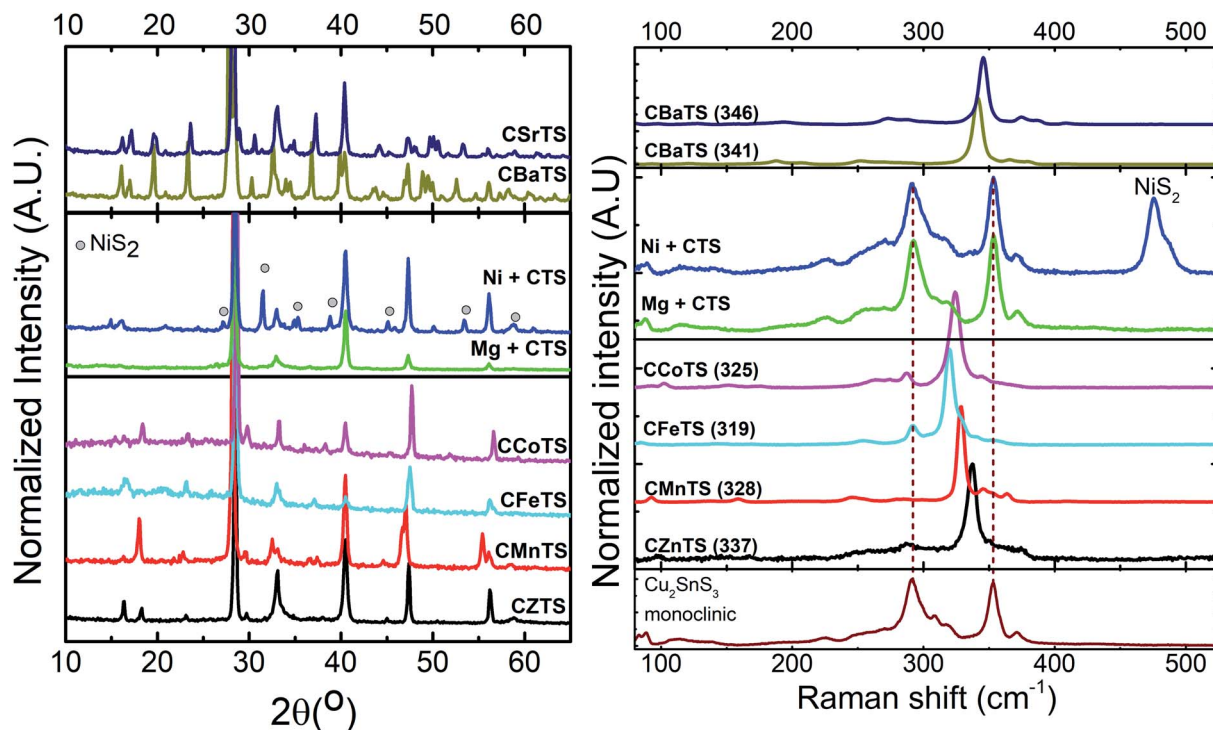 10 20 30 40 50 60
Normalized Intensity (A.U.)
CSrTS
CBaTS
NiS2
Ni + CTS
Mg + CTS
CCoTS
CFeTS
CMnTS
CZTS
10 20 30 40 50 60
2θ(O)
100 200 300 400 500
Normalized intensity (A.U)
CBaTS (346)
CBaTS (341)
NiS2
Ni + CTS
Mg + CTS
CCoTS (325)
CFeTS (319)
CMnTS (328)
CZnTS (337)
Cu2SnS3
monoclinic
100 200 300 400 500
Raman shift (cm-1)